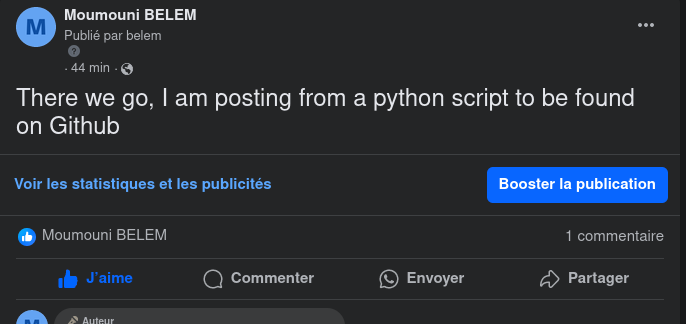 M
Moumouni BELEM
Publié par belem
?
· 44 min ·
There we go, I am posting from a python script to be found
on Github
Voir les statistiques et les publicités
Booster la publication
Moumouni BELEM
1 commentaire
J'aime
Commenter
Envoyer
Partager
M
Auteur